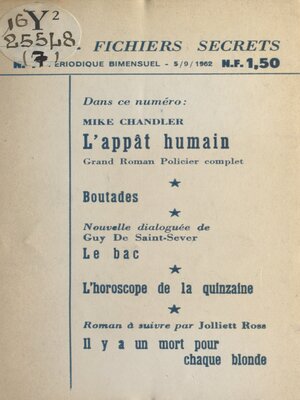 16 Y²
25548
(7)
FICHIERS SECRETS
PÉRIODIQUE BIMENSUEL - 5/9/1962 N.F. 1,50
Dans ce numéro :
MIKE CHANDLER
L'appât humain
Grand Roman Policier complet
Boutades
Nouvelle dialoguée de
Guy De Saint-Sever
Le bac
L'horoscope de la quinzaine
Roman à suivre par Jolliett Ross
Il y a un mort pour
chaque blonde